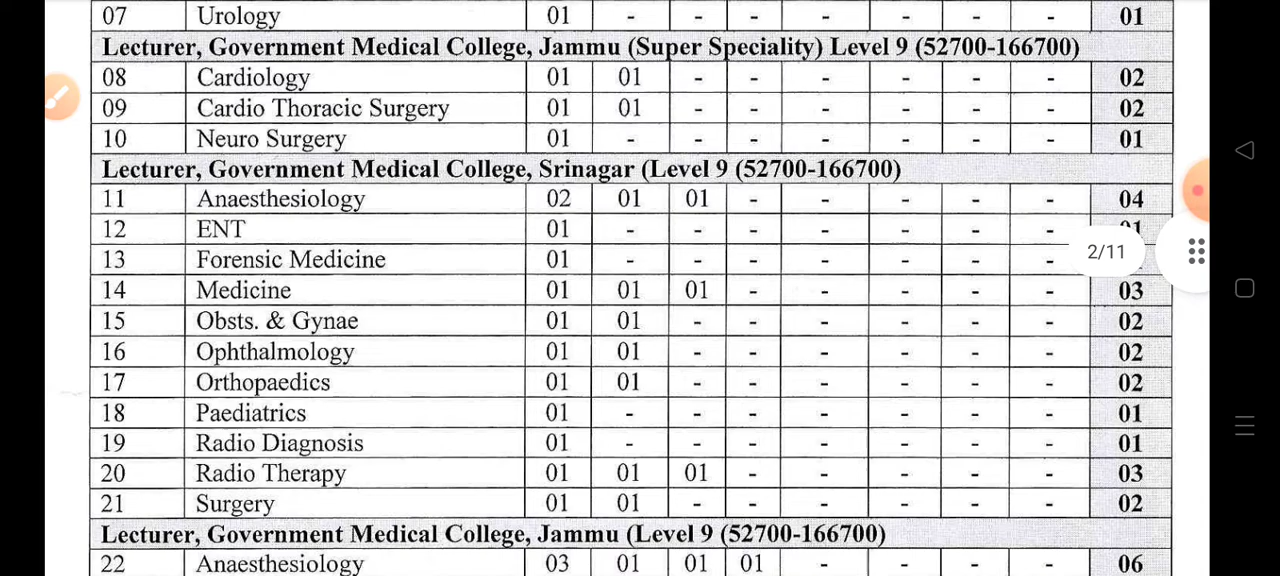 07 Urology 01 - - - - - - - 01
Lecturer, Government Medical College, Jammu (Super Speciality) Level 9 (52700-166700)
08 Cardiology 01 01 - - - - - - 02
09 Cardio Thoracic Surgery 01 01 - - - - - - 02
10 Neuro Surgery 01 - - - - - - - 01
Lecturer, Government Medical College, Srinagar (Level 9 (52700-166700)
11 Anaesthesiology 02 01 01 - - - - - 04
12 ENT 01 - - - - - - - 01
2/11
13 Forensic Medicine 01 - - - - - - -
14 Medicine 01 01 01 - - - - - 03
15 Obsts. & Gynae 01 01 - - - - - - 02
16 Ophthalmology 01 01 - - - - - - 02
17 Orthopaedics 01 01 - - - - - - 02
18 Paediatrics 01 - - - - - - - 01
19 Radio Diagnosis 01 - - - - - - - 01
20 Radio Therapy 01 01 01 - - - - - 03
21 Surgery 01 01 - - - - - - 02
Lecturer, Government Medical College, Jammu (Level 9 (52700-166700)
22 Anaesthesiology 03 01 01 01 - - - - 06